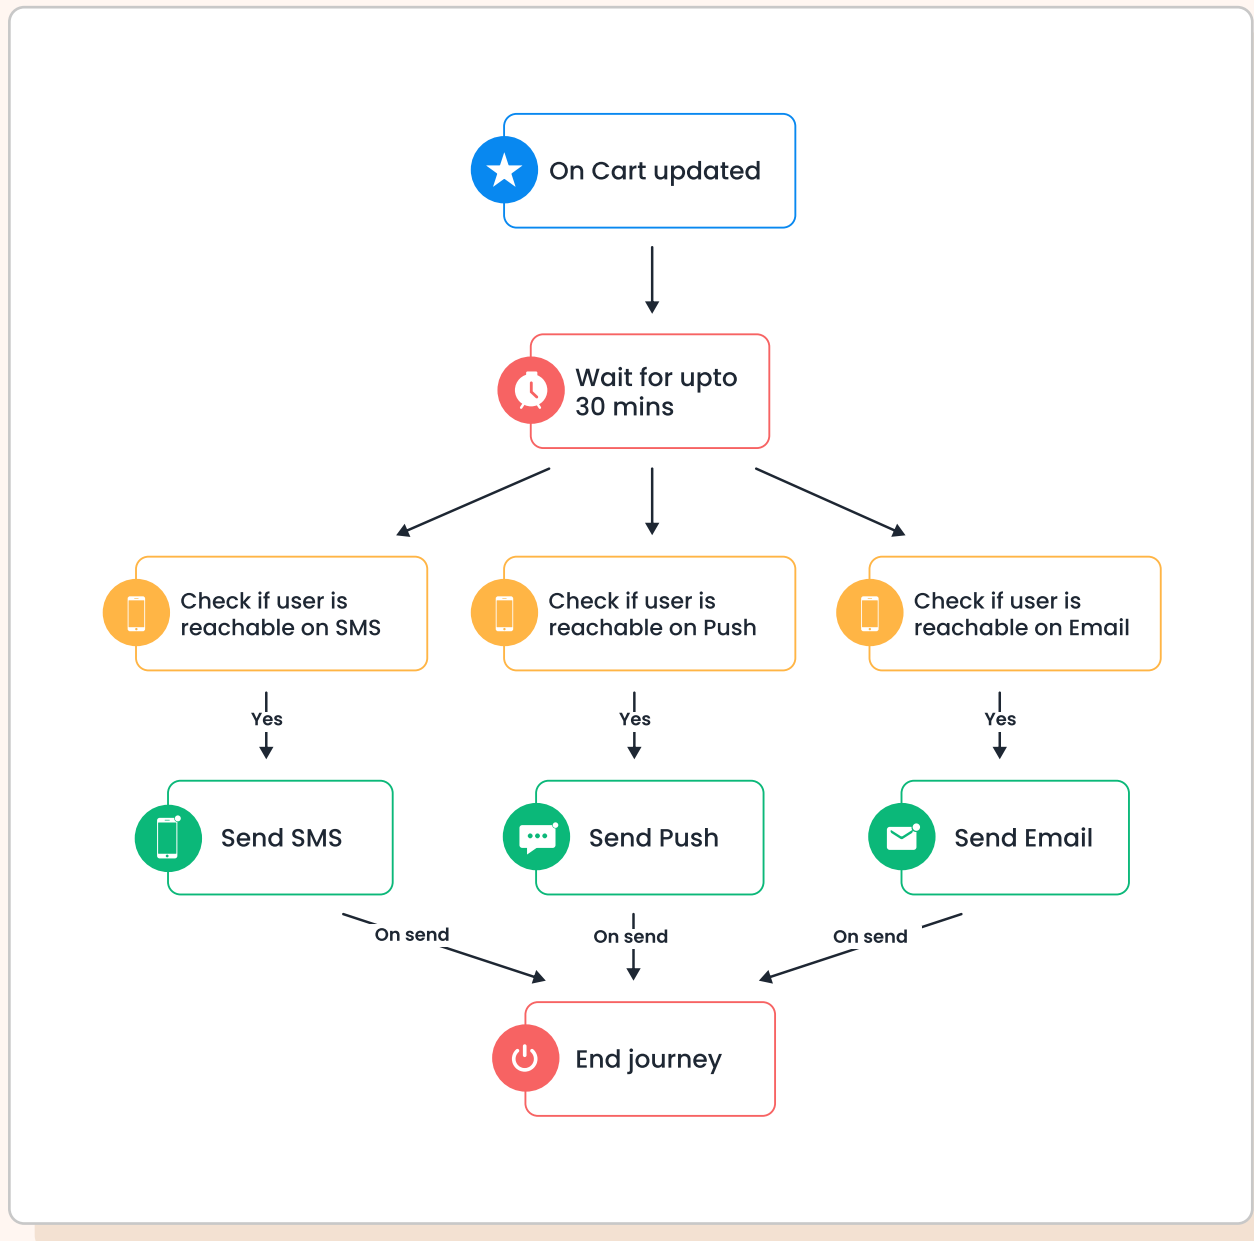 On Cart updated
Wait for upto
30 mins
Check if user is
reachable on SMS
Check if user is
reachable on Push
Check if user is
reachable on Email
Yes
Yes
Yes
Send SMS
Send Push
Send Email
On send
On send
On send
End journey